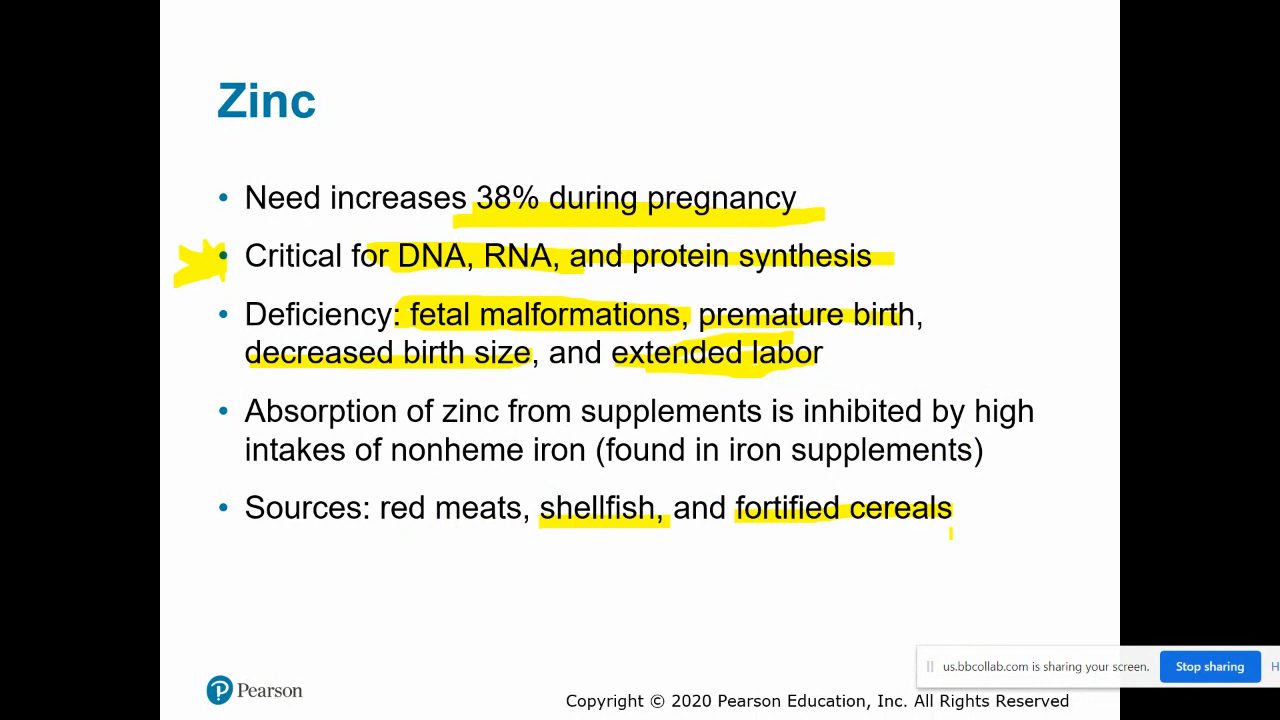 Zinc
• Need increases 38% during pregnancy
• Critical for DNA, RNA, and protein synthesis
• Deficiency: fetal malformations, premature birth,
decreased birth size, and extended labor
• Absorption of zinc from supplements is inhibited by high
intakes of nonheme iron (found in iron supplements)
• Sources: red meats, shellfish, and fortified cereals
us.bbcollab.com is sharing your screen. Stop sharing H
Pearson
Copyright © 2020 Pearson Education, Inc. All Rights Reserved